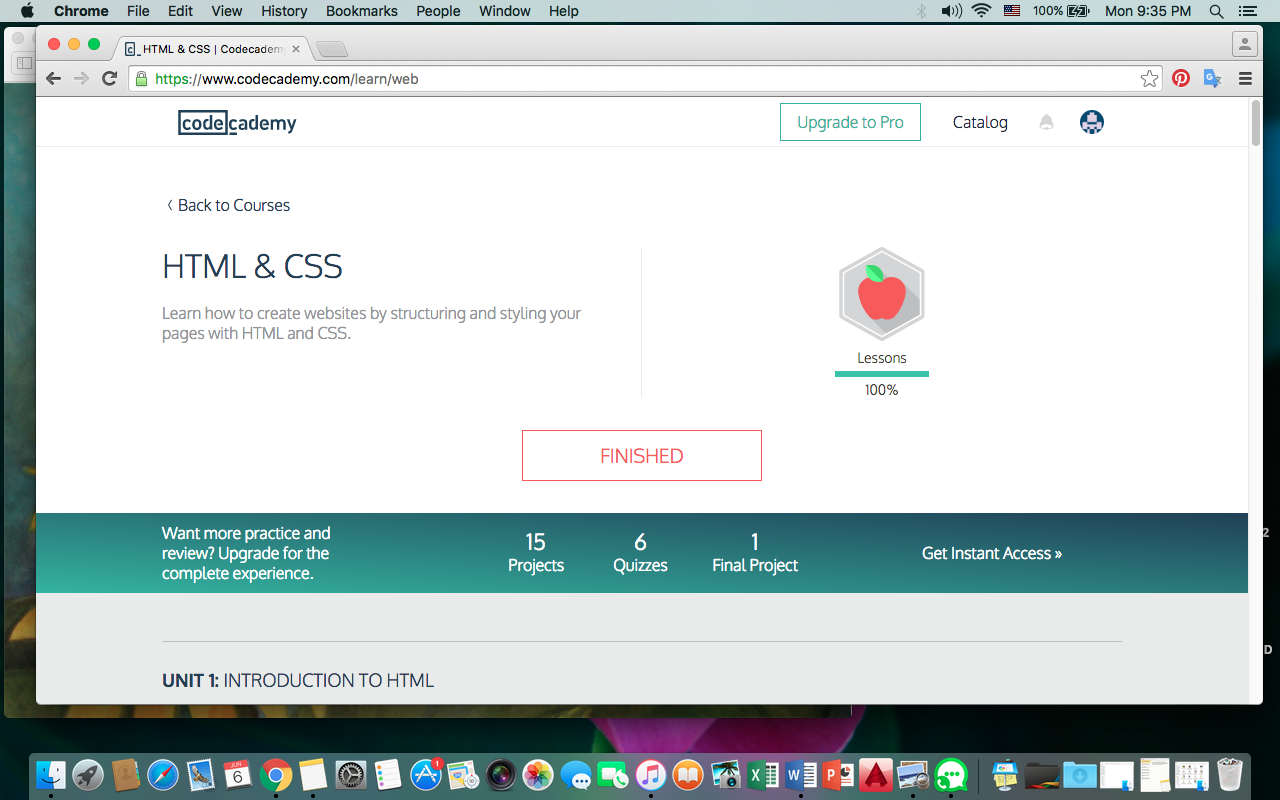 Chrome File Edit View History Bookmarks People Window Help 100% Mon 9:35 PM
HTML & CSS | Codecadem
https://www.codecademy.com/learn/web
codecademy Upgrade to Pro Catalog
Back to Courses
HTML & CSS
Learn how to create websites by structuring and styling your
pages with HTML and CSS.
Lessons
100%
FINISHED
Want more practice and
review? Upgrade for the
complete experience.
15
Projects
6
Quizzes
1
Final Project
Get Instant Access »
2
D
UNIT 1: INTRODUCTION TO HTML
JUN
6
1